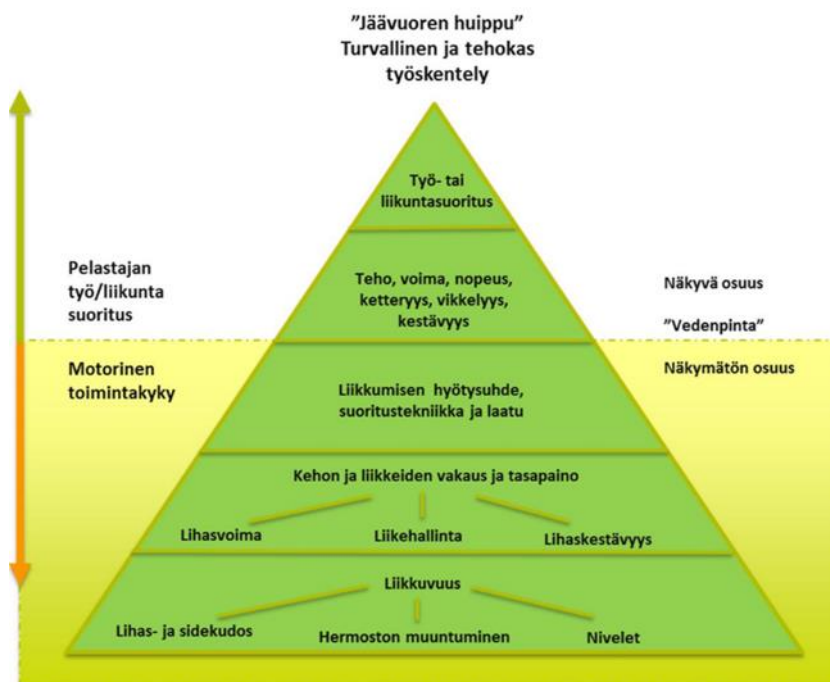 ”Jäävuoren huippu”
Turvallinen ja tehokas
työskentely
Työ- tai
liikuntasuoritus
Teho, voima, nopeus,
ketteryys, vikkelyys,
kestävyys
Pelastajan
työ/liikunta
suoritus
Näkyvä osuus
”Vedenpinta”
Motorinen
toimintakyky
Näkymätön osuus
Liikkumisen hyötysuhde,
suoritustekniikka ja laatu
Kehon ja liikkeiden vakaus ja tasapaino
Lihasvoima
Liikehallinta
Lihaskestävyys
Liikkuvuus
Lihas- ja sidekudos
Hermoston muuntuminen
Nivelet